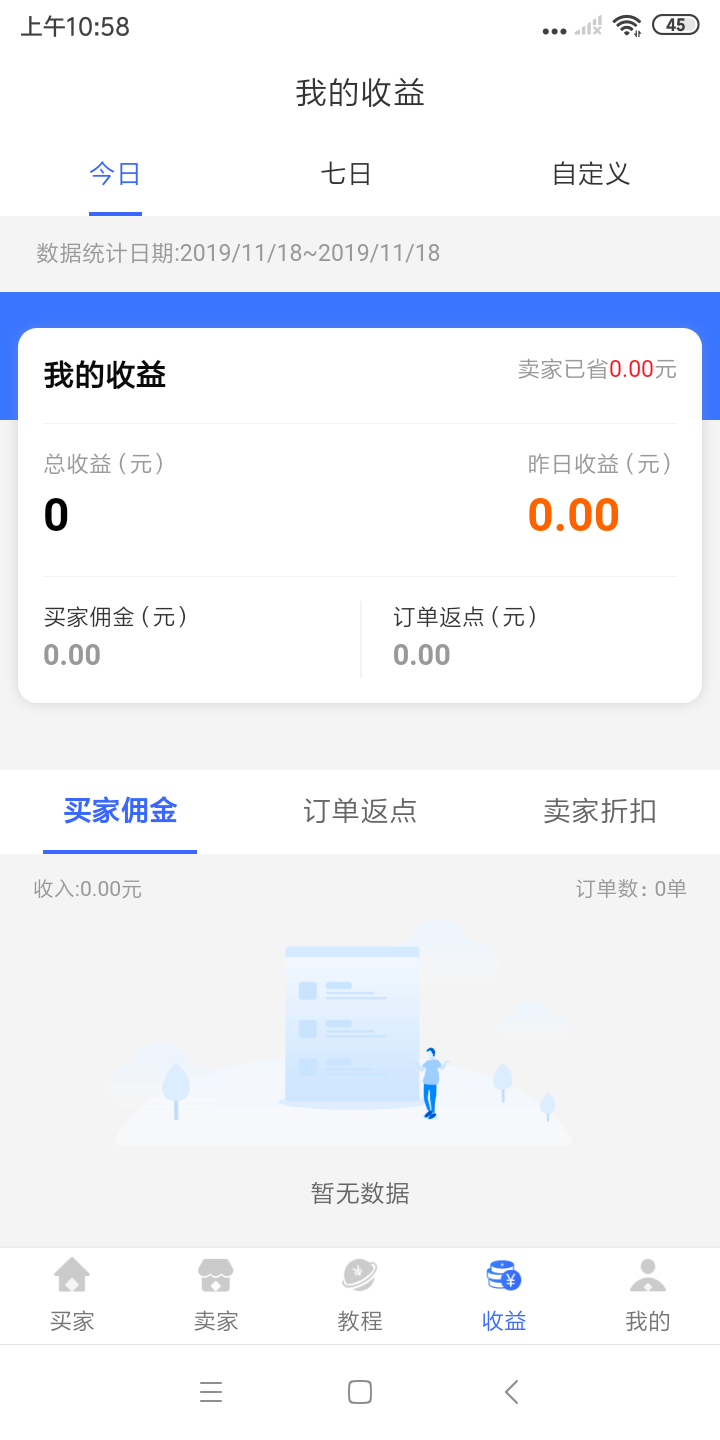 上午10:58
45
我的收益
今日 七日 自定义
数据统计日期:2019/11/18~2019/11/18
我的收益 卖家已省0.00元
总收益(元) 昨日收益(元)
0 0.00
买家佣金(元) 订单返点(元)
0.00 0.00
买家佣金 订单返点 卖家折扣
收入:0.00元 订单数: 0单
暂无数据
买家 卖家 教程 收益 我的